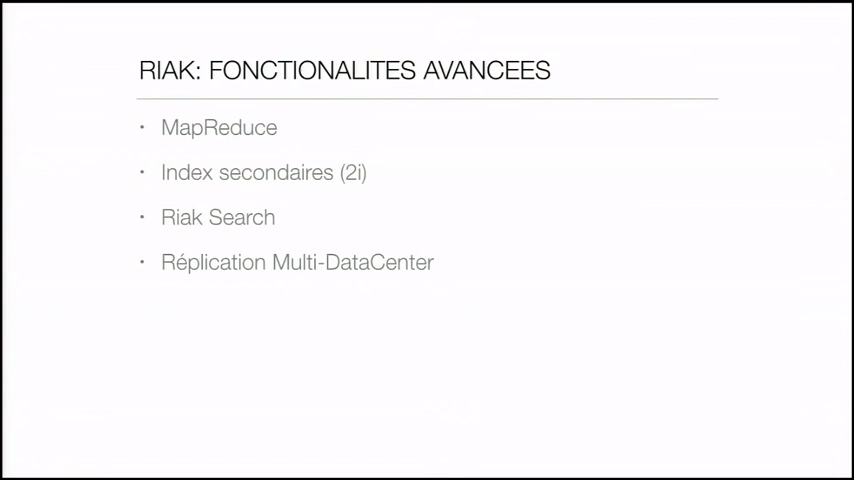 RIAK: FONCTIONALITES AVANCEES
• MapReduce
• Index secondaires (2i)
• Riak Search
• Réplication Multi-DataCenter